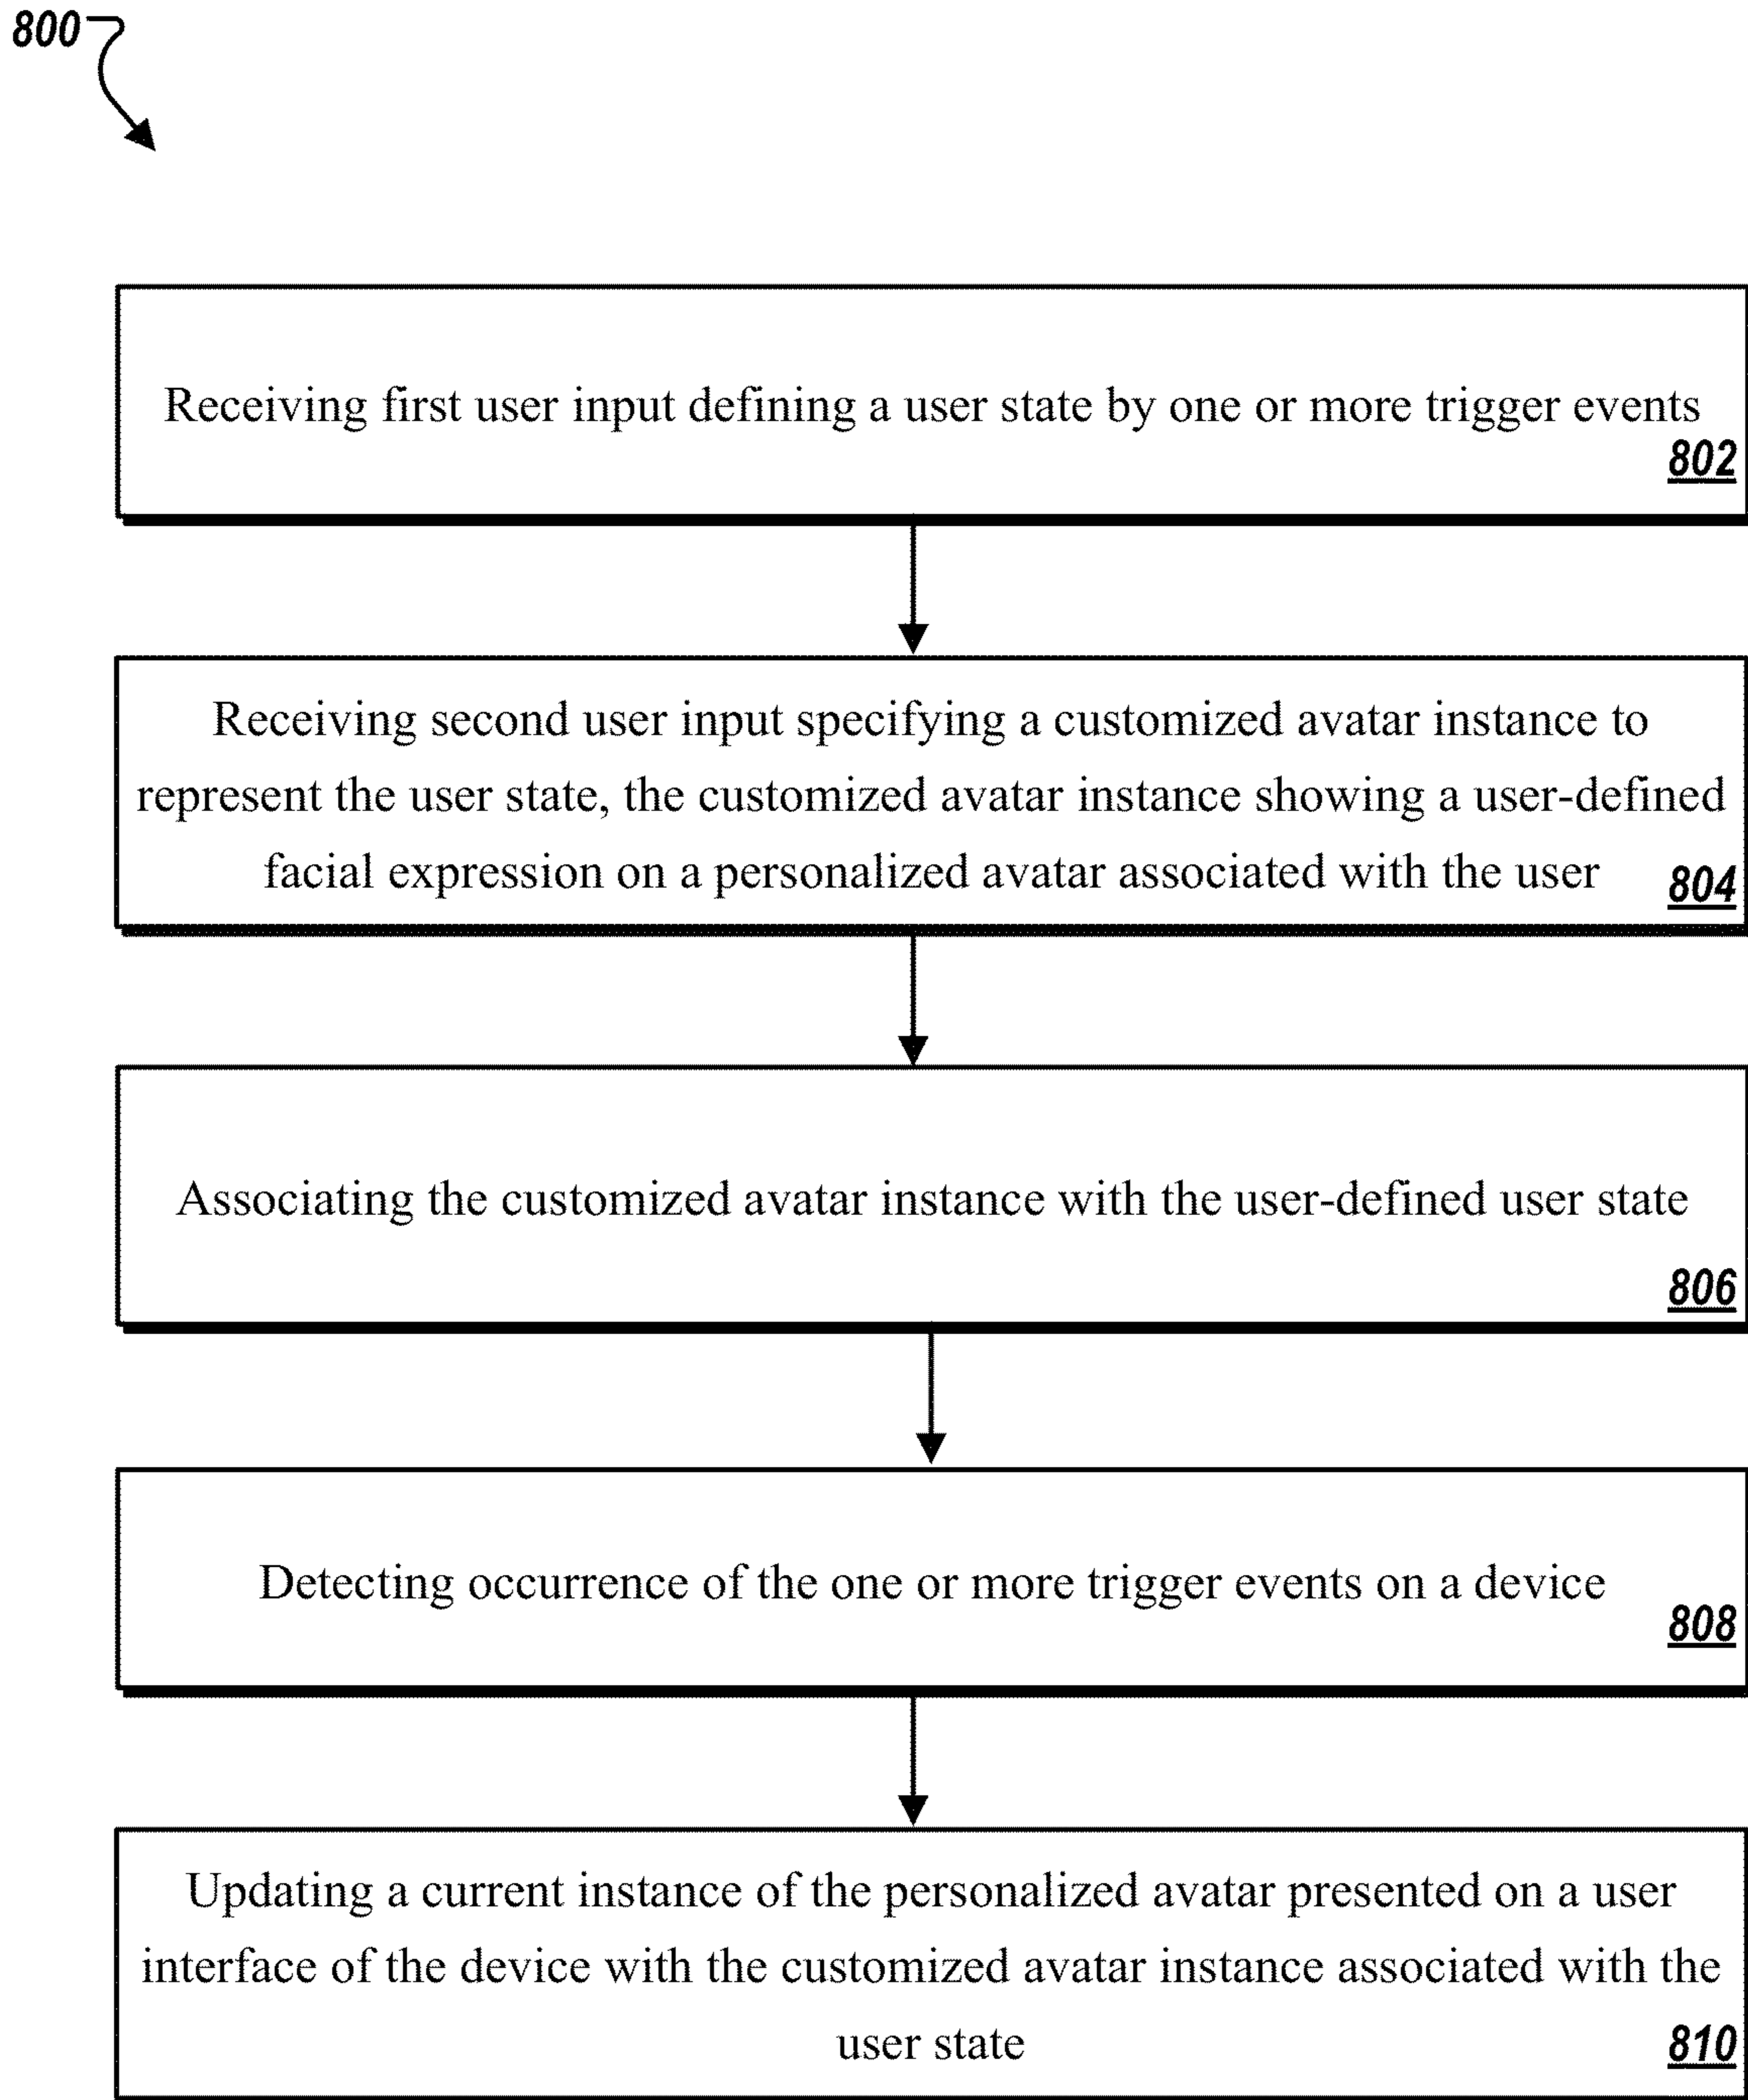 800
Receiving first user input defining a user state by one or more trigger events
802
Receiving second user input specifying a customized avatar instance to
represent the user state, the customized avatar instance showing a user-defined
facial expression on a personalized avatar associated with the user
804
Associating the customized avatar instance with the user-defined user state
806
Detecting occurrence of the one or more trigger events on a device
808
Updating a current instance of the personalized avatar presented on a user
interface of the device with the customized avatar instance associated with the
user state
810